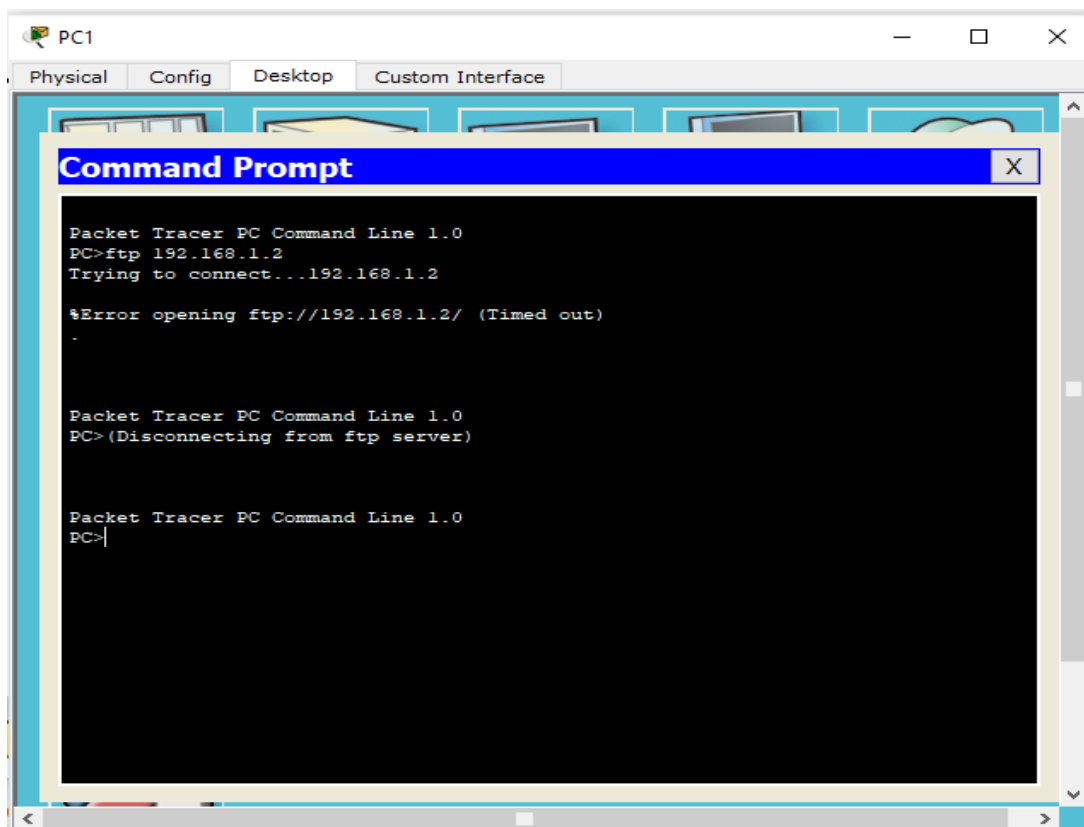 PC1
Physical Config Desktop Custom Interface
Command Prompt X
Packet Tracer PC Command Line 1.0
PC>ftp 192.168.1.2
Trying to connect...192.168.1.2
%Error opening ftp://192.168.1.2/ (Timed out)
.
Packet Tracer PC Command Line 1.0
PC>(Disconnecting from ftp server)
Packet Tracer PC Command Line 1.0
PC>